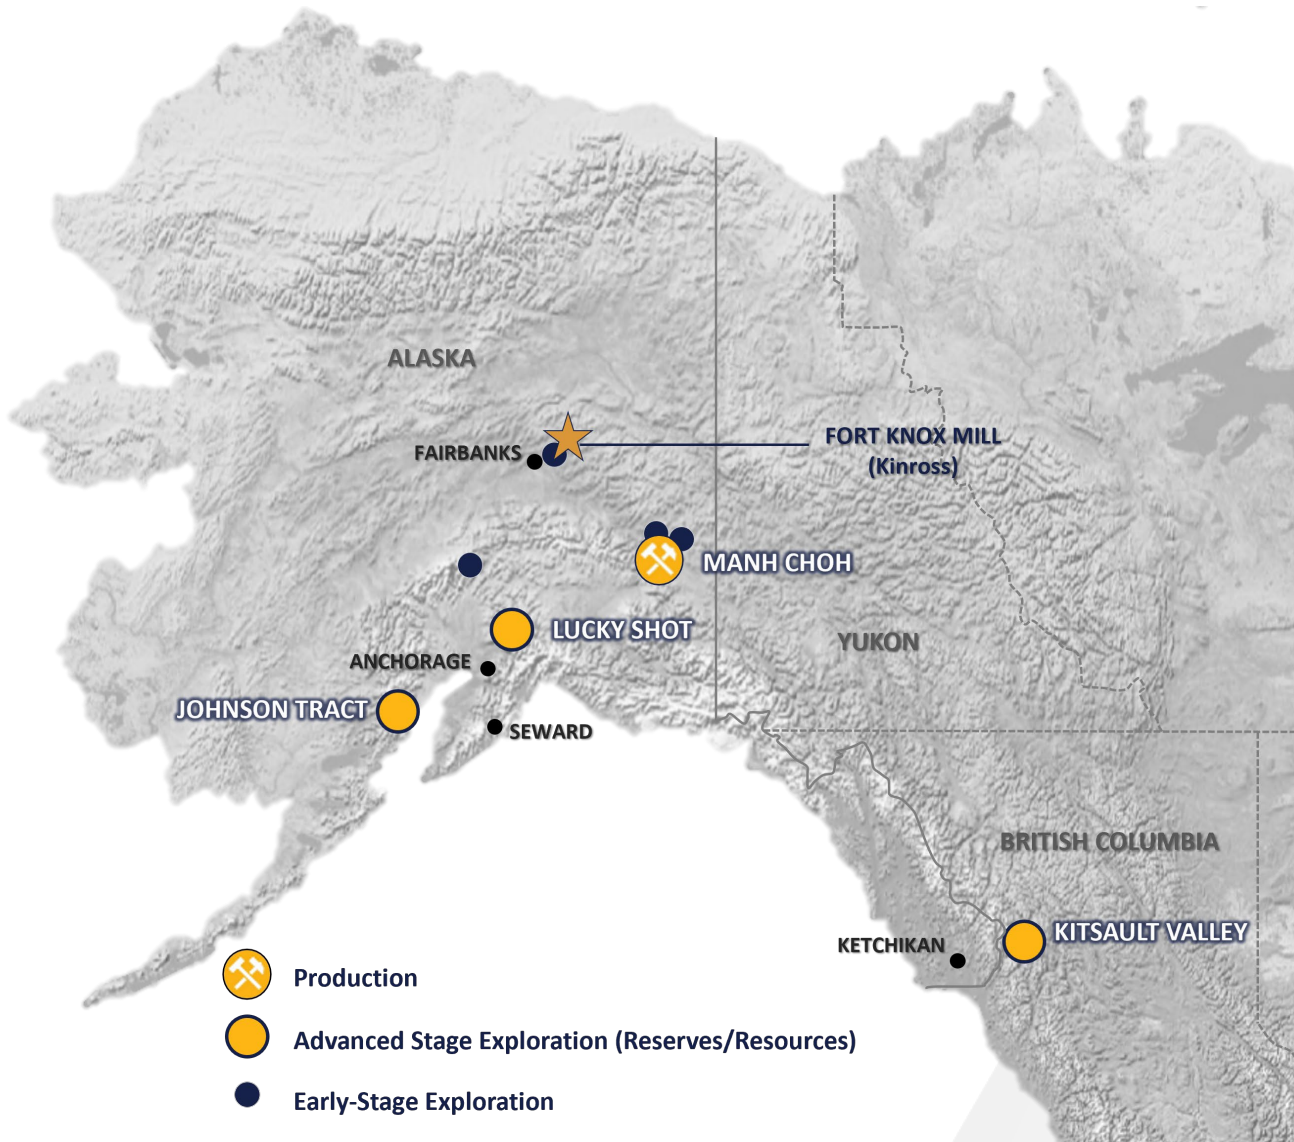 ALASKA
FAIRBANKS
FORT KNOX MILL
(Kinross)
MANH CHOH
LUCKY SHOT
YUKON
ANCHORAGE
JOHNSON TRACT
SEWARD
BRITISH COLUMBIA
KITSAULT VALLEY
KETCHIKAN
Production
Advanced Stage Exploration (Reserves/Resources)
Early-Stage Exploration